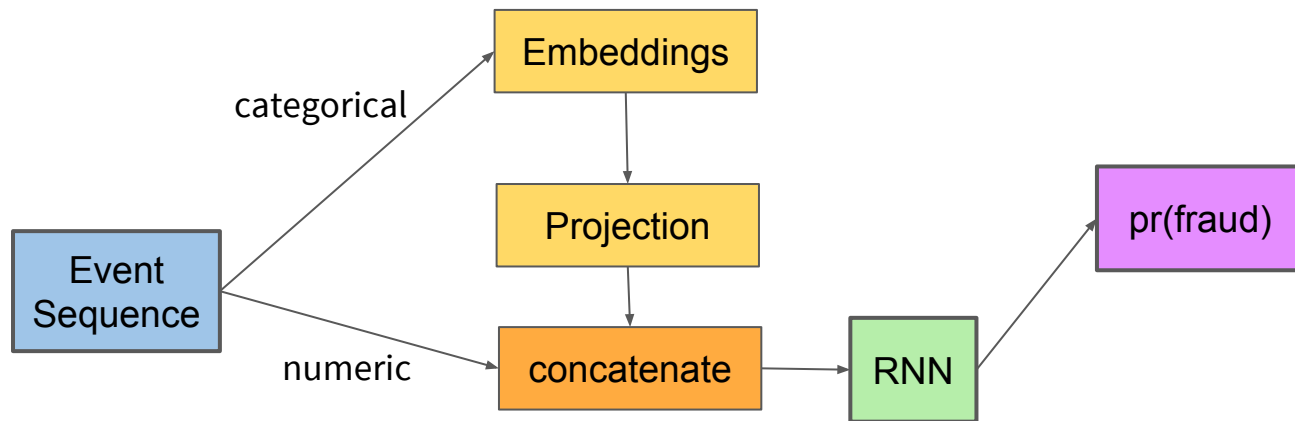 Embeddings
categorical
Projection
pr(fraud)
Event
Sequence
numeric
concatenate
RNN